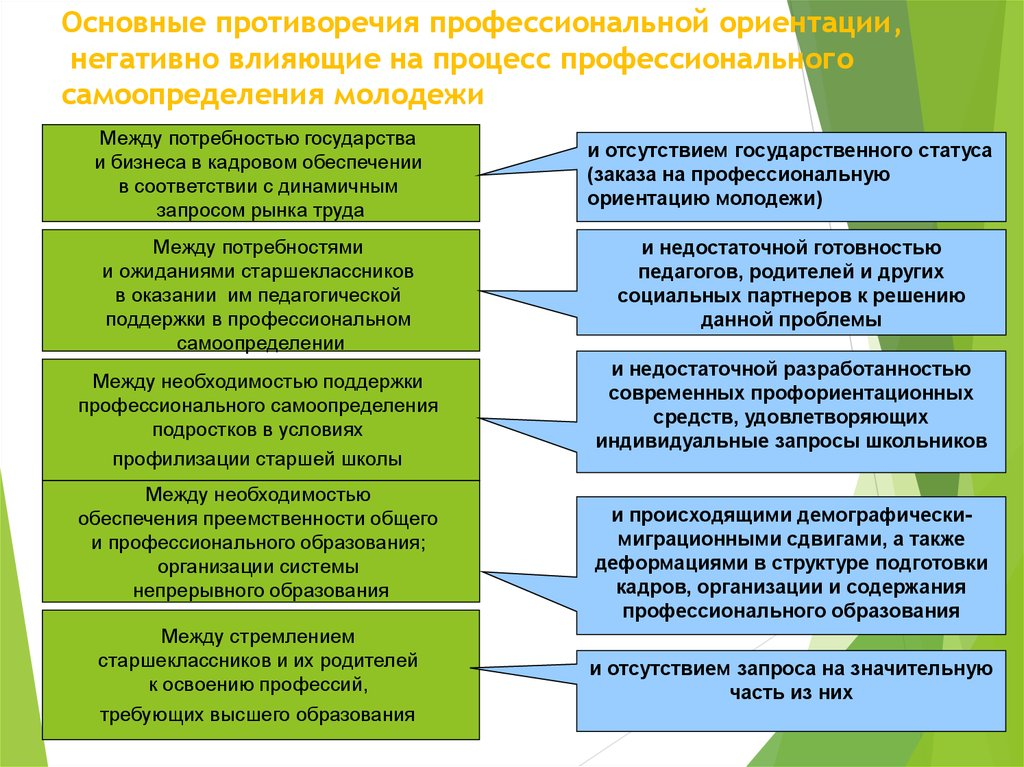 Основные противоречия профессиональной ориентации,
негативно влияющие на процесс профессионального
самоопределения молодежи
Между потребностью государства
и бизнеса в кадровом обеспечении
в соответствии с динамичным
запросом рынка труда
и отсутствием государственного статуса
(заказа на профессиональную
ориентацию молодежи)
Между потребностями
и ожиданиями старшеклассников
в оказании им педагогической
поддержки в профессиональном
самоопределении
и недостаточной готовностью
педагогов, родителей и других
социальных партнеров к решению
данной проблемы
Между необходимостью поддержки
профессионального самоопределения
подростков в условиях
профилизации старшей школы
и недостаточной разработанностью
современных профориентационных
средств, удовлетворяющих
индивидуальные запросы школьников
Между необходимостью
обеспечения преемственности общего
и профессионального образования;
организации системы
непрерывного образования
и происходящими демографически-
миграционными сдвигами, а также
деформациями в структуре подготовки
кадров, организации и содержания
профессионального образования
Между стремлением
старшеклассников и их родителей
к освоению профессий,
требующих высшего образования
и отсутствием запроса на значительную
часть из них